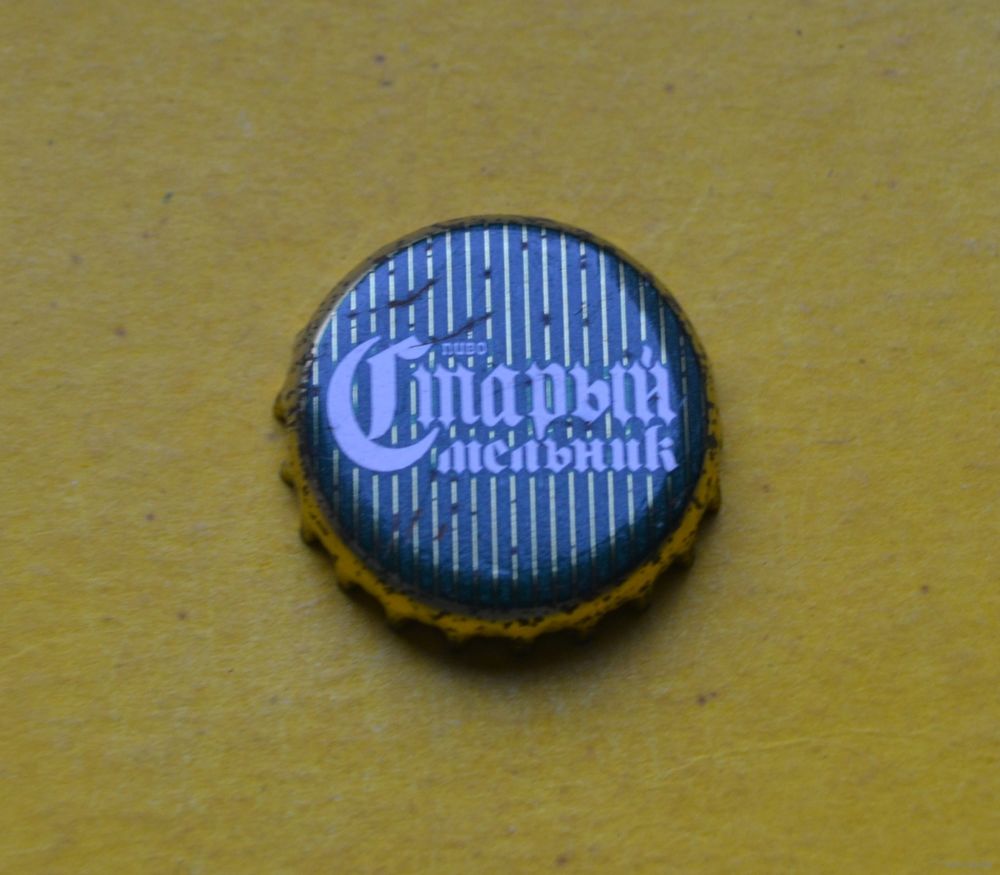 пиво
Старый
мельник